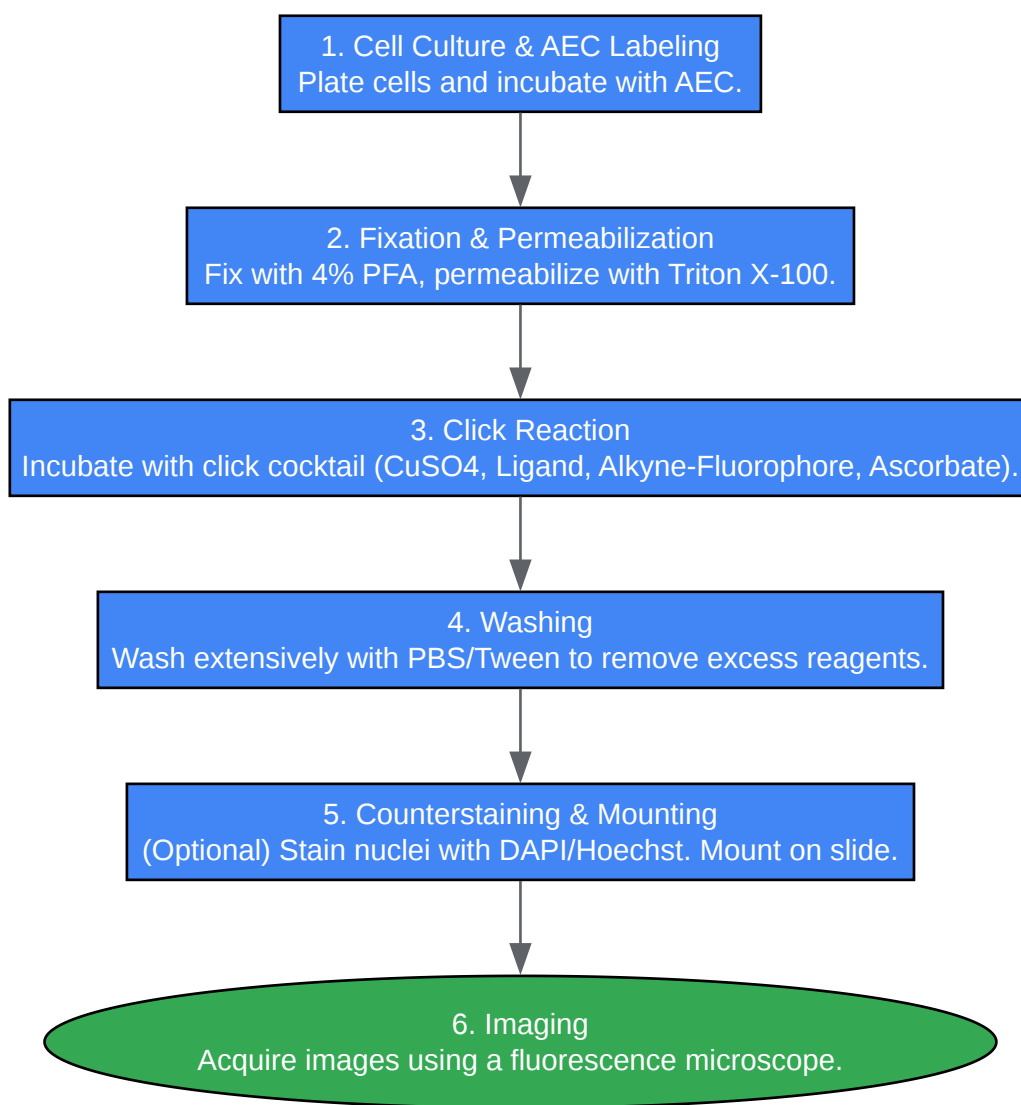 1. Cell Culture & AEC Labeling
Plate cells and incubate with AEC.
2. Fixation & Permeabilization
Fix with 4% PFA, permeabilize with Triton X-100.
3. Click Reaction
Incubate with click cocktail (CuSO4, Ligand, Alkyne-Fluorophore, Ascorbate).
4. Washing
Wash extensively with PBS/Tween to remove excess reagents.
5. Counterstaining & Mounting
(Optional) Stain nuclei with DAPI/Hoechst. Mount on slide.
6. Imaging
Acquire images using a fluorescence microscope.